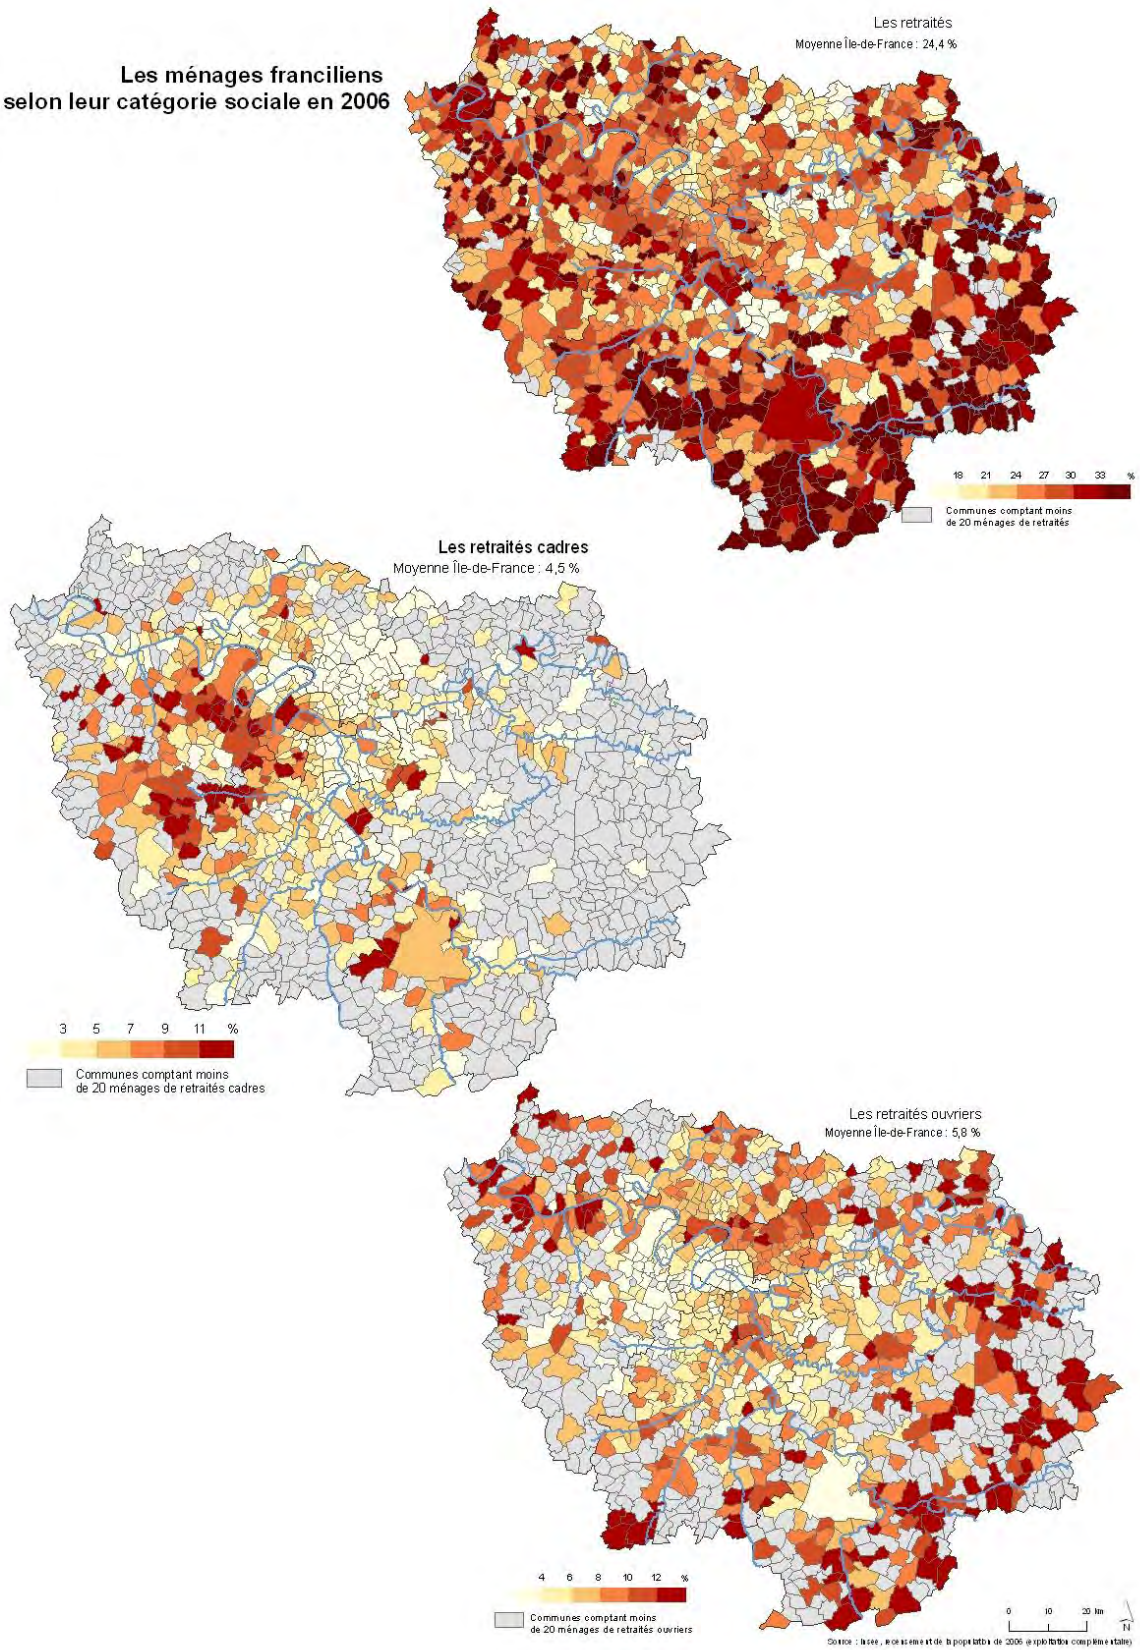 Les retraités
Moyenne Île-de-France : 24,4 %
Les ménages franciliens
selon leur catégorie sociale en 2006
18 21 24 27 30 33 %
Communes comptant moins
de 20 ménages de retraités
Les retraités cadres
Moyenne Île-de-France : 4,5 %
3 5 7 9 11 %
Communes comptant moins
de 20 ménages de retraités cadres
Les retraités ouvriers
Moyenne Île-de-France : 5,8 %
4 6 8 10 12 %
Communes comptant moins
de 20 ménages de retraités ouvriers
0 10 20 km
N
Source : Insee, recensement de la population de 2006 (exploitation complémentaire)